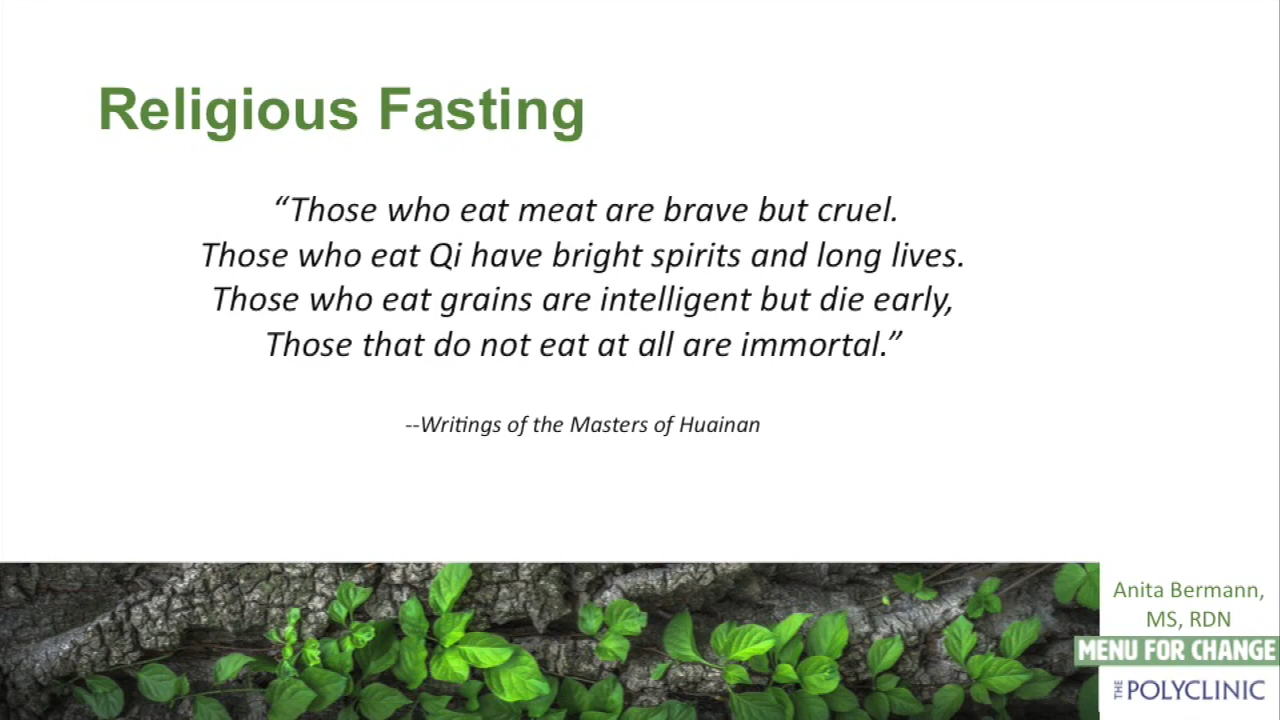 Religious Fasting
“Those who eat meat are brave but cruel.
Those who eat Qi have bright spirits and long lives.
Those who eat grains are intelligent but die early,
Those that do not eat at all are immortal.”
--Writings of the Masters of Huainan
Anita Bermann,
MS, RDN
MENU FOR CHANGE
THE POLYCLINIC